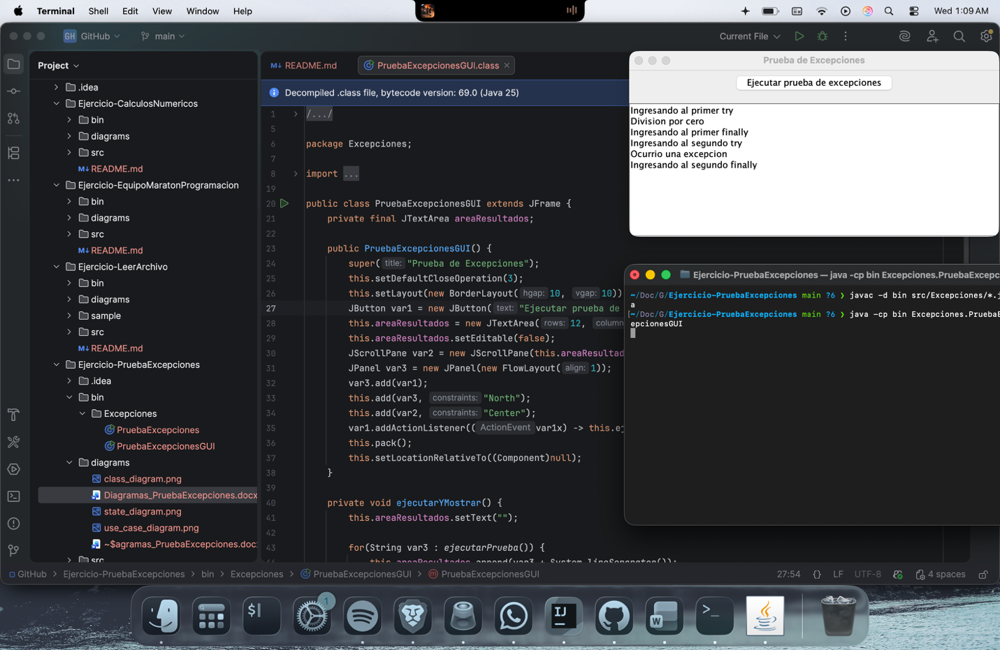 Terminal Shell Edit View Window Help
Wed 1:09 AM
GH GitHub main
Current File
Project
.idea
Ejercicio-CalculosNumericos
bin
diagrams
src
M↓ README.md
Ejercicio-EquipoMaratonProgramacion
bin
diagrams
src
M↓ README.md
Ejercicio-LeerArchivo
bin
diagrams
sample
src
M↓ README.md
Ejercicio-PruebaExcepciones
.idea
bin
Excepciones
PruebaExcepciones
PruebaExcepcionesGUI
diagrams
class_diagram.png
Diagramas_PruebaExcepciones.docx
state_diagram.png
use_case_diagram.png
~$agramas_PruebaExcepciones.doc
src
M↓ README.md
PruebaExcepcionesGUI.class
Decompiled .class file, bytecode version: 69.0 (Java 25)
1 /.../
5
6 package Excepciones;
7
8 import ...
19
20 public class PruebaExcepcionesGUI extends JFrame {
21 private final JTextArea areaResultados;
22
23 public PruebaExcepcionesGUI() {
24 super( title: "Prueba de Excepciones");
25 this.setDefaultCloseOperation(3);
26 this.setLayout(new BorderLayout( hgap: 10, vgap: 10))
27 JButton var1 = new JButton( text: "Ejecutar prueba de
28 this.areaResultados = new JTextArea( rows: 12, column
29 this.areaResultados.setEditable(false);
30 JScrollPane var2 = new JScrollPane(this.areaResultad
31 JPanel var3 = new JPanel(new FlowLayout( align: 1));
32 var3.add(var1);
33 this.add(var3, constraints: "North");
34 this.add(var2, constraints: "Center");
35 var1.addActionListener(( ActionEvent var1x) -> this.ej
36 this.pack();
37 this.setLocationRelativeTo((Component)null);
38 }
39
40 private void ejecutarYMostrar() {
41 this.areaResultados.setText("");
42
43 for(String var3 : ejecutarPrueba()) {
44 this.areaResultados.append(var3 + System.lineSeparator());
Prueba de Excepciones
Ejecutar prueba de excepciones
Ingresando al primer try
Division por cero
Ingresando al primer finally
Ingresando al segundo try
Ocurrio una excepcion
Ingresando al segundo finally
Ejercicio-PruebaExcepciones — java -cp bin Excepciones.PruebaExcepc
~/Doc/G/Ejercicio-PruebaExcepciones main ?6 ❯ javac -d bin src/Excepciones/*.j
a
[~/Doc/G/Ejercicio-PruebaExcepciones main ?6 ❯ java -cp bin Excepciones.PruebaE
epcionesGUI
GitHub > Ejercicio-PruebaExcepciones > bin > Excepciones > PruebaExcepcionesGUI > PruebaExcepcionesGUI
27:54 {} LF UTF-8 4 spaces
$|
1
IJ
W
>_